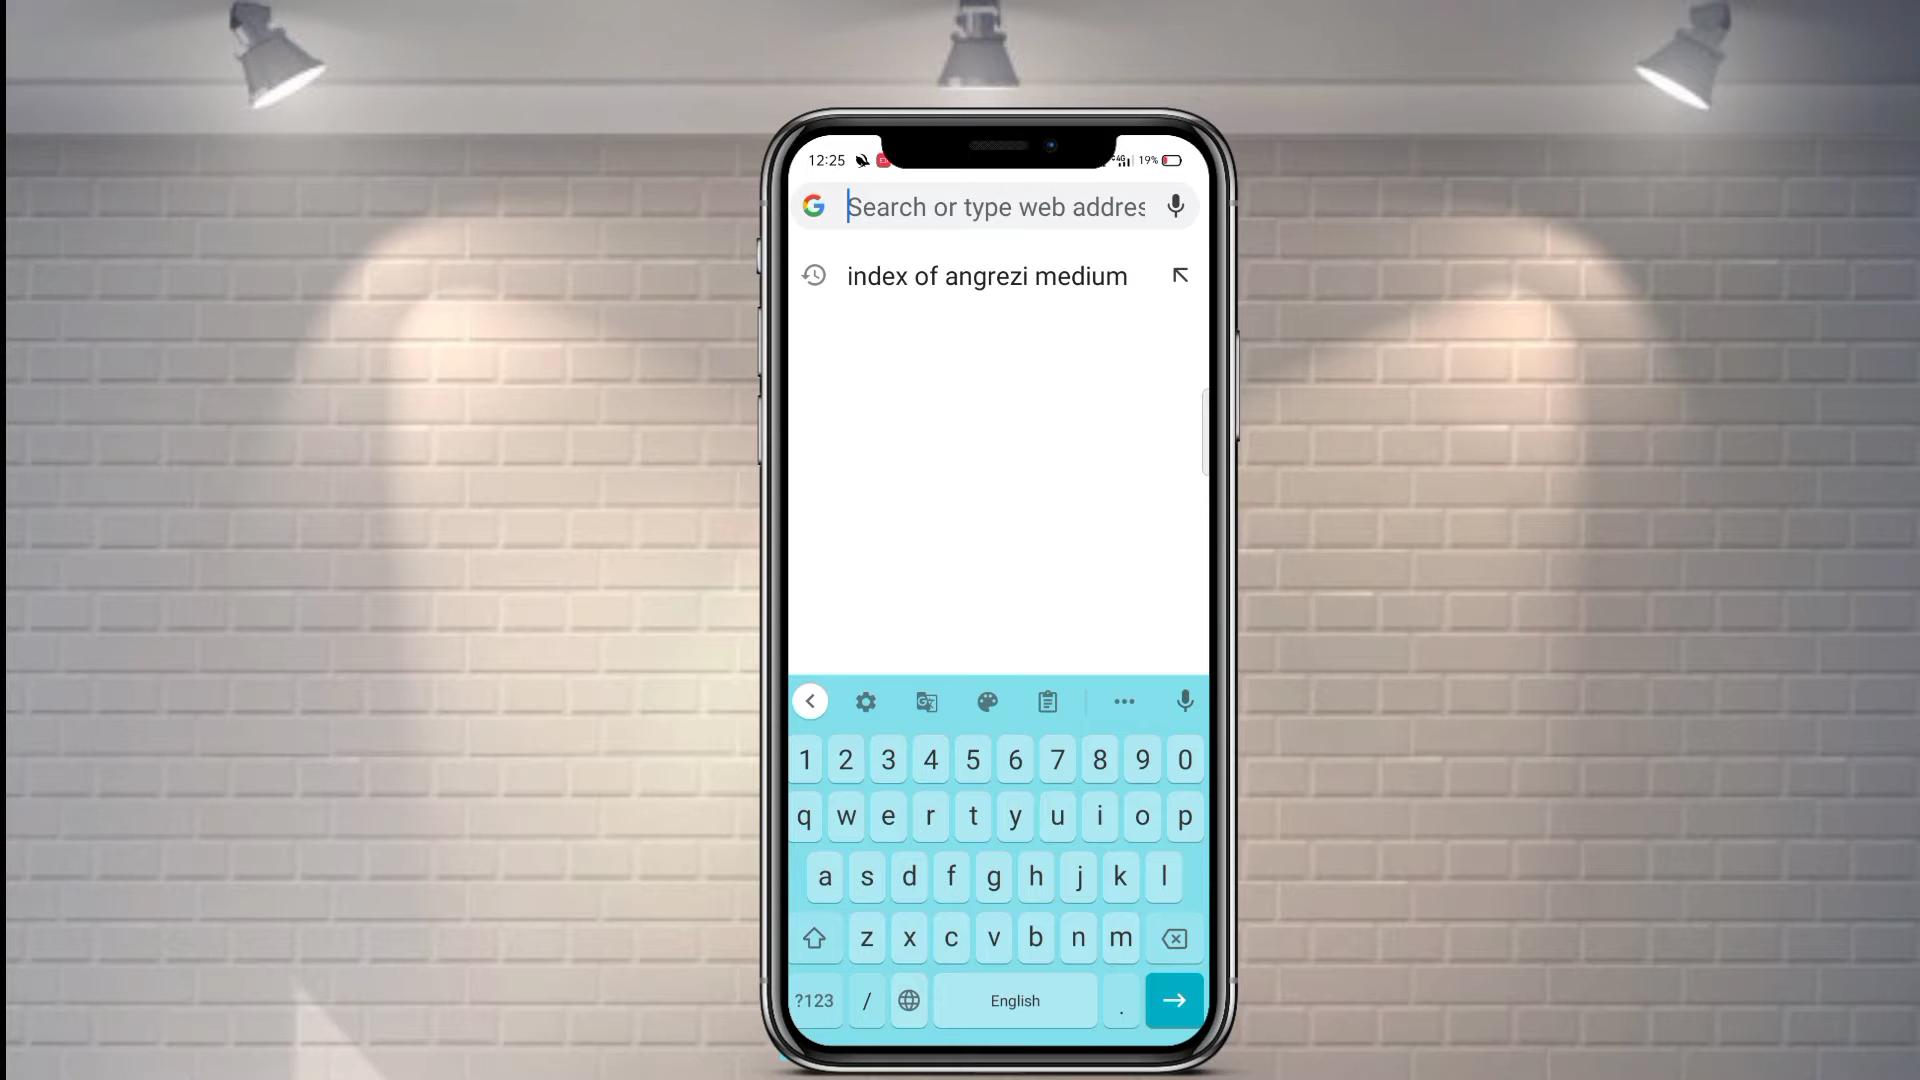 12:25
4G 19%
Search or type web addres
index of angrezi medium
1 2 3 4 5 6 7 8 9 0
q w e r t y u i o p
a s d f g h j k l
z x c v b n m
?123 / English .